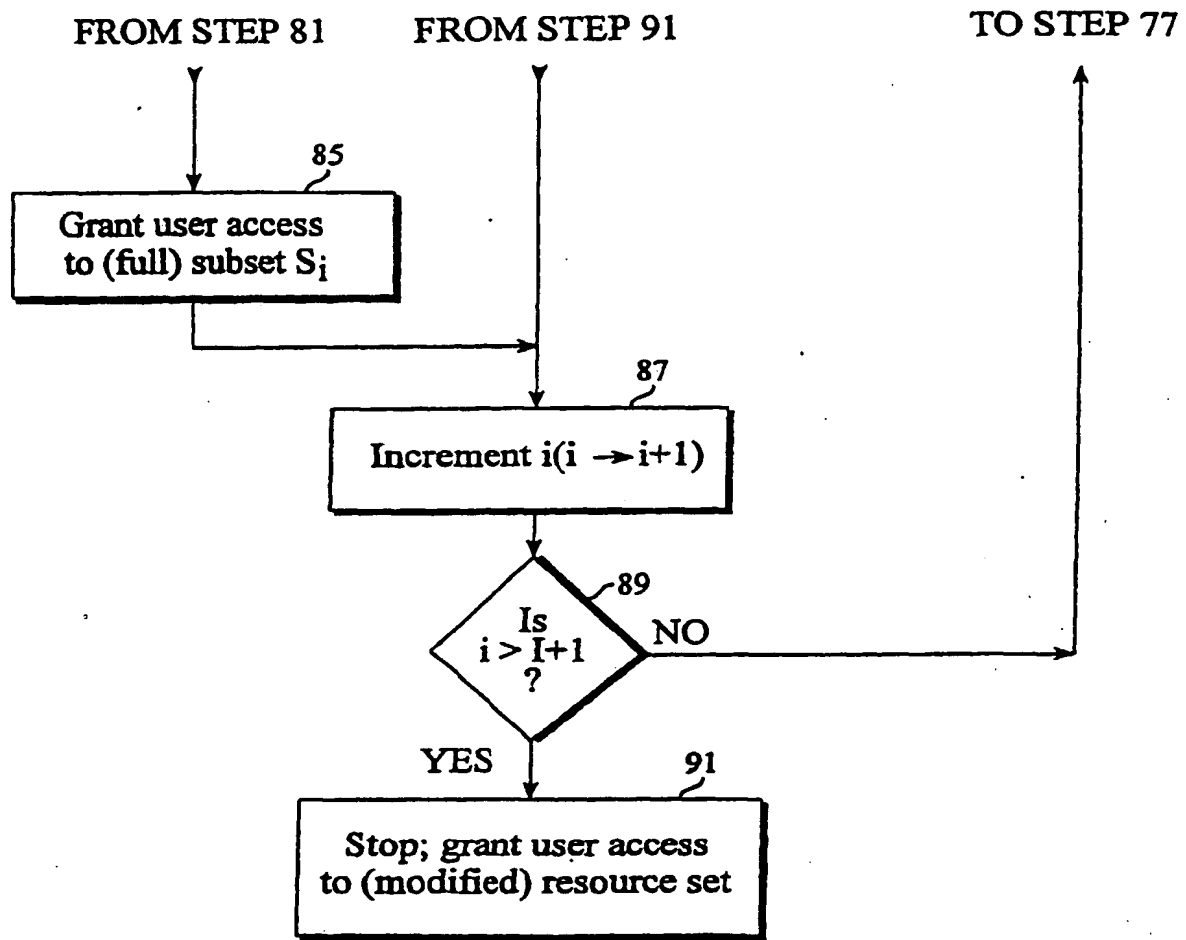 FROM STEP 81
FROM STEP 91
TO STEP 77
85
Grant user access
to (full) subset Si
87
Increment i(i → i+1)
89
Is
i > I+1
?
NO
YES
91
Stop; grant user access
to (modified) resource set